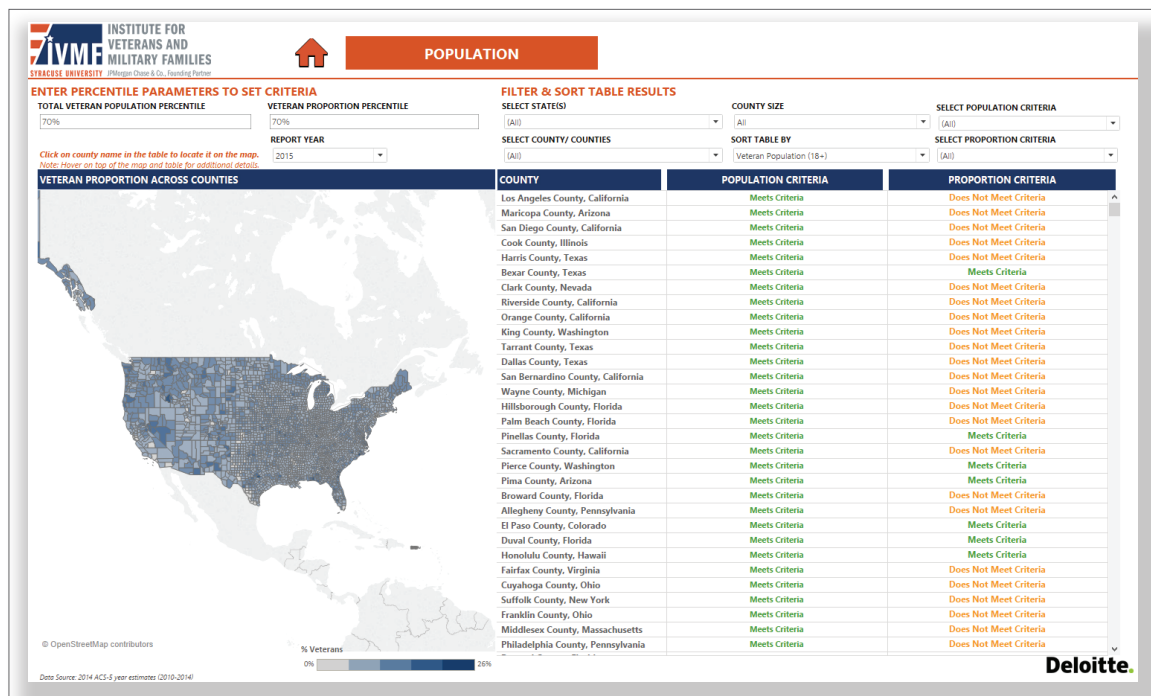 INSTITUTE FOR
VETERANS AND
MILITARY FAMILIES
IVMF
SYRACUSE UNIVERSITY JPMorgan Chase & Co., Founding Partner
POPULATION
ENTER PERCENTILE PARAMETERS TO SET CRITERIA
FILTER & SORT TABLE RESULTS
TOTAL VETERAN POPULATION PERCENTILE VETERAN PROPORTION PERCENTILE SELECT STATE(S) COUNTY SIZE SELECT POPULATION CRITERIA
70% 70% (All) All (All)
REPORT YEAR SELECT COUNTY/ COUNTIES SORT TABLE BY SELECT PROPORTION CRITERIA
2015 (All) Veteran Population (18+) (All)
Click on county name in the table to locate it on the map.
Note: Hover on top of the map and table for additional details.
VETERAN PROPORTION ACROSS COUNTIES COUNTY POPULATION CRITERIA PROPORTION CRITERIA
Los Angeles County, California Meets Criteria Does Not Meet Criteria
Maricopa County, Arizona Meets Criteria Does Not Meet Criteria
San Diego County, California Meets Criteria Does Not Meet Criteria
Cook County, Illinois Meets Criteria Does Not Meet Criteria
Harris County, Texas Meets Criteria Does Not Meet Criteria
Bexar County, Texas Meets Criteria Meets Criteria
Clark County, Nevada Meets Criteria Does Not Meet Criteria
Riverside County, California Meets Criteria Does Not Meet Criteria
Orange County, California Meets Criteria Does Not Meet Criteria
King County, Washington Meets Criteria Does Not Meet Criteria
Tarrant County, Texas Meets Criteria Does Not Meet Criteria
Dallas County, Texas Meets Criteria Does Not Meet Criteria
San Bernardino County, California Meets Criteria Does Not Meet Criteria
Wayne County, Michigan Meets Criteria Does Not Meet Criteria
Hillsborough County, Florida Meets Criteria Does Not Meet Criteria
Palm Beach County, Florida Meets Criteria Does Not Meet Criteria
Pinellas County, Florida Meets Criteria Meets Criteria
Sacramento County, California Meets Criteria Does Not Meet Criteria
Pierce County, Washington Meets Criteria Meets Criteria
Pima County, Arizona Meets Criteria Meets Criteria
Broward County, Florida Meets Criteria Does Not Meet Criteria
Allegheny County, Pennsylvania Meets Criteria Does Not Meet Criteria
El Paso County, Colorado Meets Criteria Meets Criteria
Duval County, Florida Meets Criteria Meets Criteria
Honolulu County, Hawaii Meets Criteria Meets Criteria
Fairfax County, Virginia Meets Criteria Does Not Meet Criteria
Cuyahoga County, Ohio Meets Criteria Does Not Meet Criteria
Suffolk County, New York Meets Criteria Does Not Meet Criteria
Franklin County, Ohio Meets Criteria Does Not Meet Criteria
Middlesex County, Massachusetts Meets Criteria Does Not Meet Criteria
Philadelphia County, Pennsylvania Meets Criteria Does Not Meet Criteria
© OpenStreetMap contributors
% Veterans
0% 26%
Data Source: 2014 ACS-5 year estimates (2010-2014)
Deloitte.